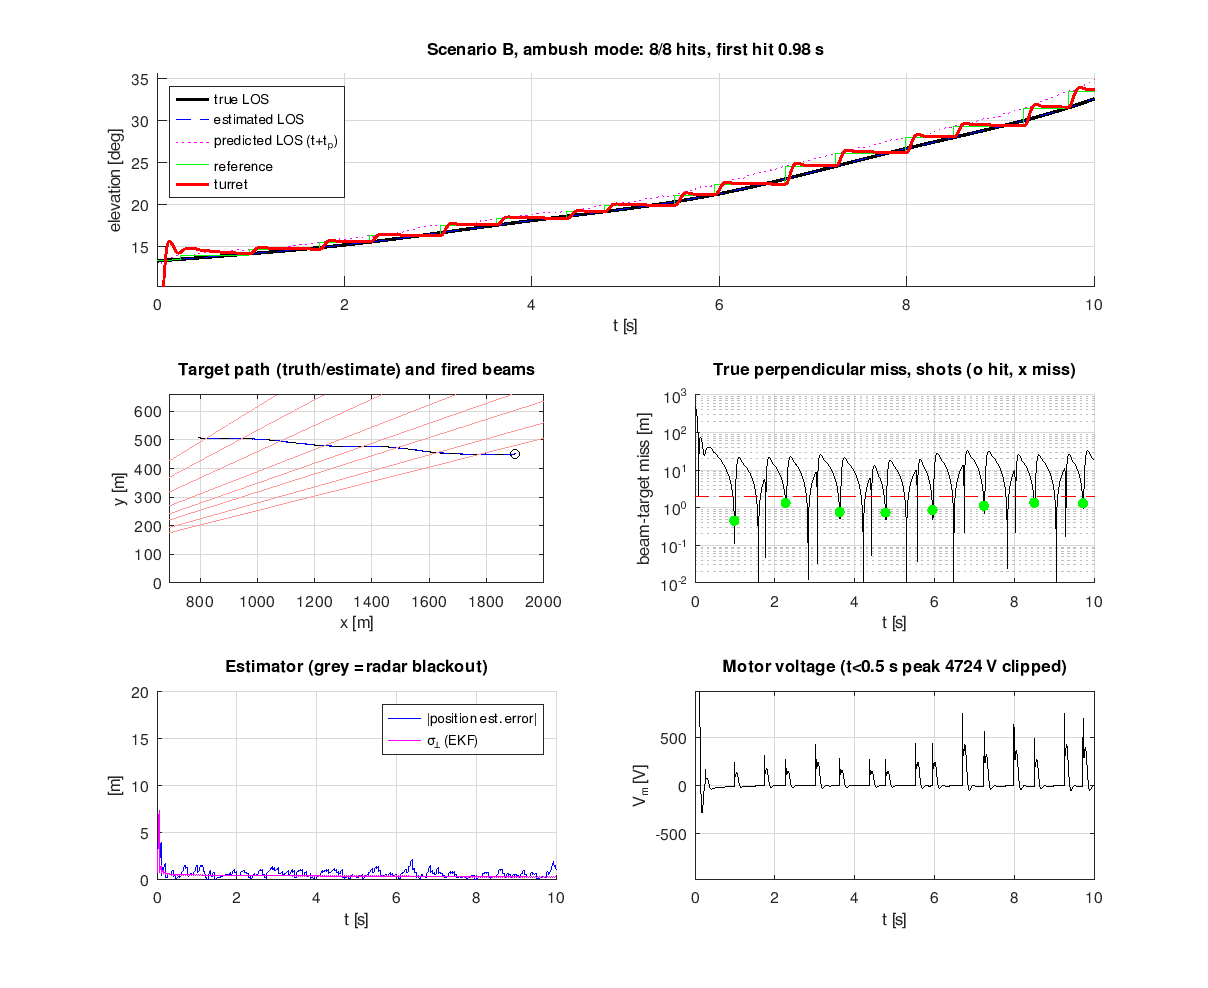 Scenario B, ambush mode: 8/8 hits, first hit 0.98 s
35
30
25
20
15
elevation [deg]
true LOS
estimated LOS
predicted LOS (t+tₚ)
reference
turret
0 2 4 6 8 10
t [s]
Target path (truth/estimate) and fired beams
600
500
400
300
200
100
0
y [m]
800 1000 1200 1400 1600 1800 2000
x [m]
True perpendicular miss, shots (o hit, x miss)
10³
10²
10¹
10⁰
10⁻¹
10⁻²
beam-target miss [m]
0 2 4 6 8 10
t [s]
Estimator (grey = radar blackout)
20
15
10
5
0
[m]
|position est. error|
σ⊥ (EKF)
0 2 4 6 8 10
t [s]
Motor voltage (t<0.5 s peak 4724 V clipped)
500
0
-500
Vₘ [V]
0 2 4 6 8 10
t [s]